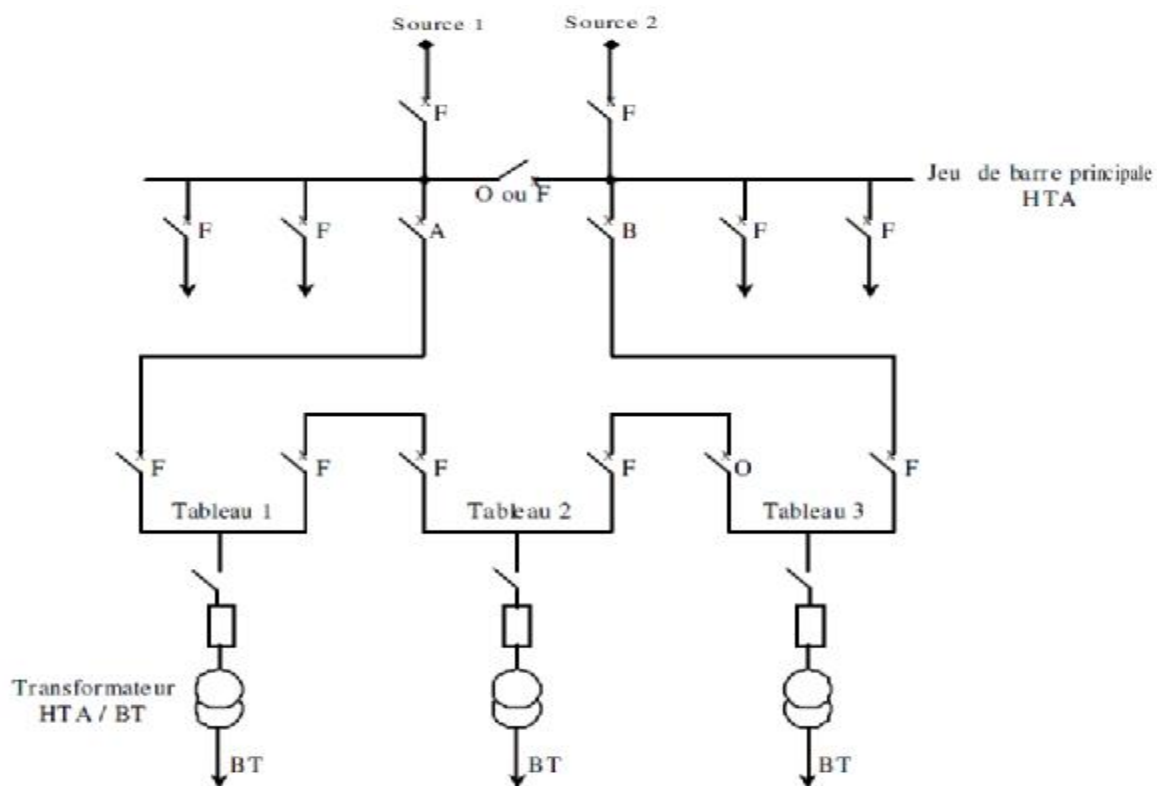 Source 1
Source 2
F
F
Jeu de barre principale
HTA
O ou F
F
F
A
B
F
F
F
F
F
F
O
F
Tableau 1
Tableau 2
Tableau 3
Transformateur
HTA / BT
BT
BT
BT